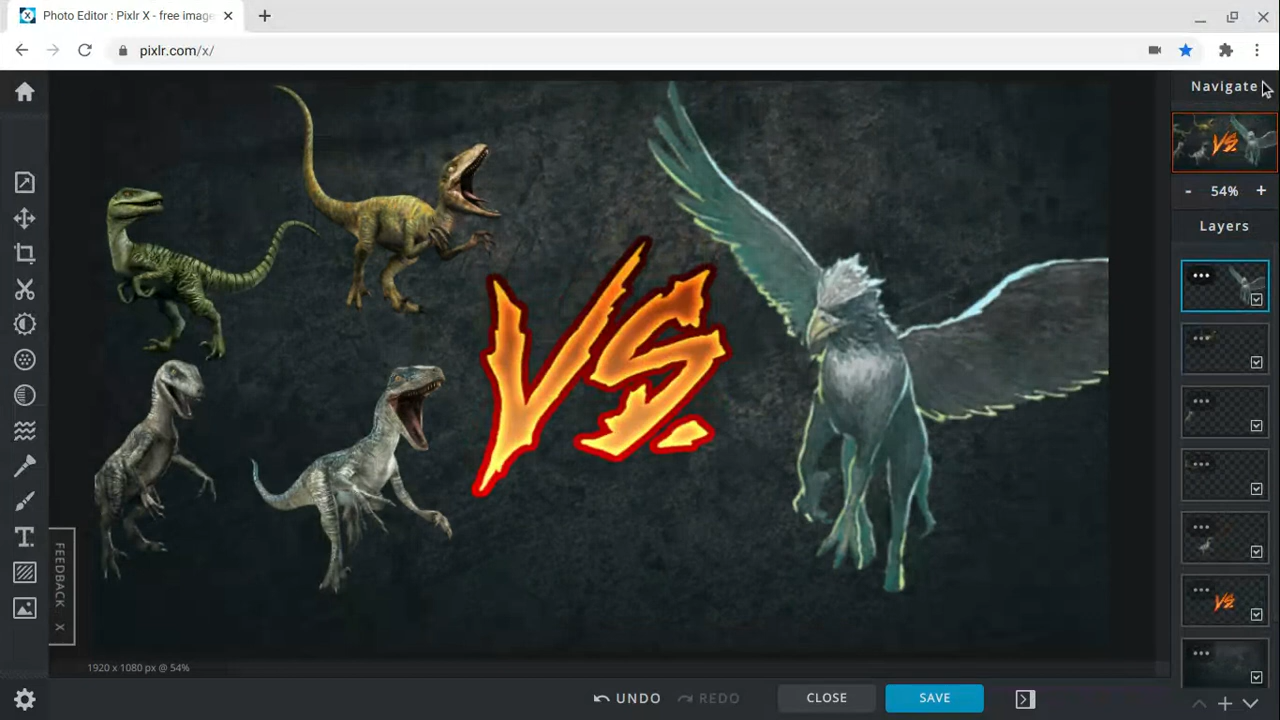 Photo Editor : Pixlr X - free image
pixlr.com/x/
Navigate
- 54% +
Layers
VS.
FEEDBACK X
1920 x 1080 px @ 54%
UNDO REDO CLOSE SAVE